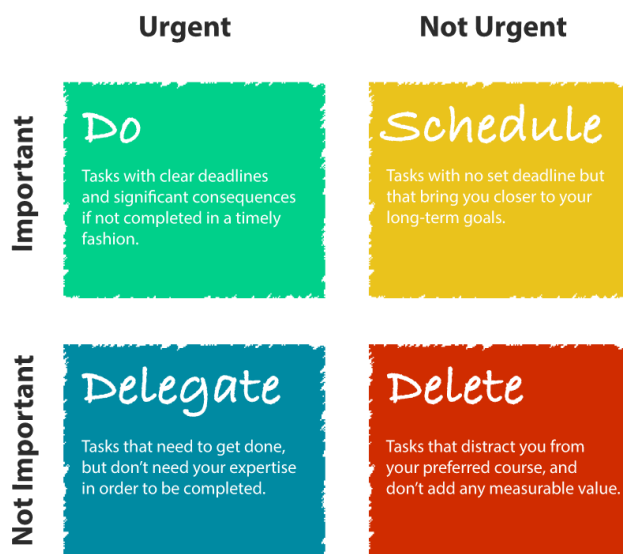 Urgent
Not Urgent
Important
Do
Tasks with clear deadlines
and significant consequences
if not completed in a timely
fashion.
Schedule
Tasks with no set deadline but
that bring you closer to your
long-term goals.
Not Important
Delegate
Tasks that need to get done,
but don't need your expertise
in order to be completed.
Delete
Tasks that distract you from
your preferred course, and
don't add any measurable value.